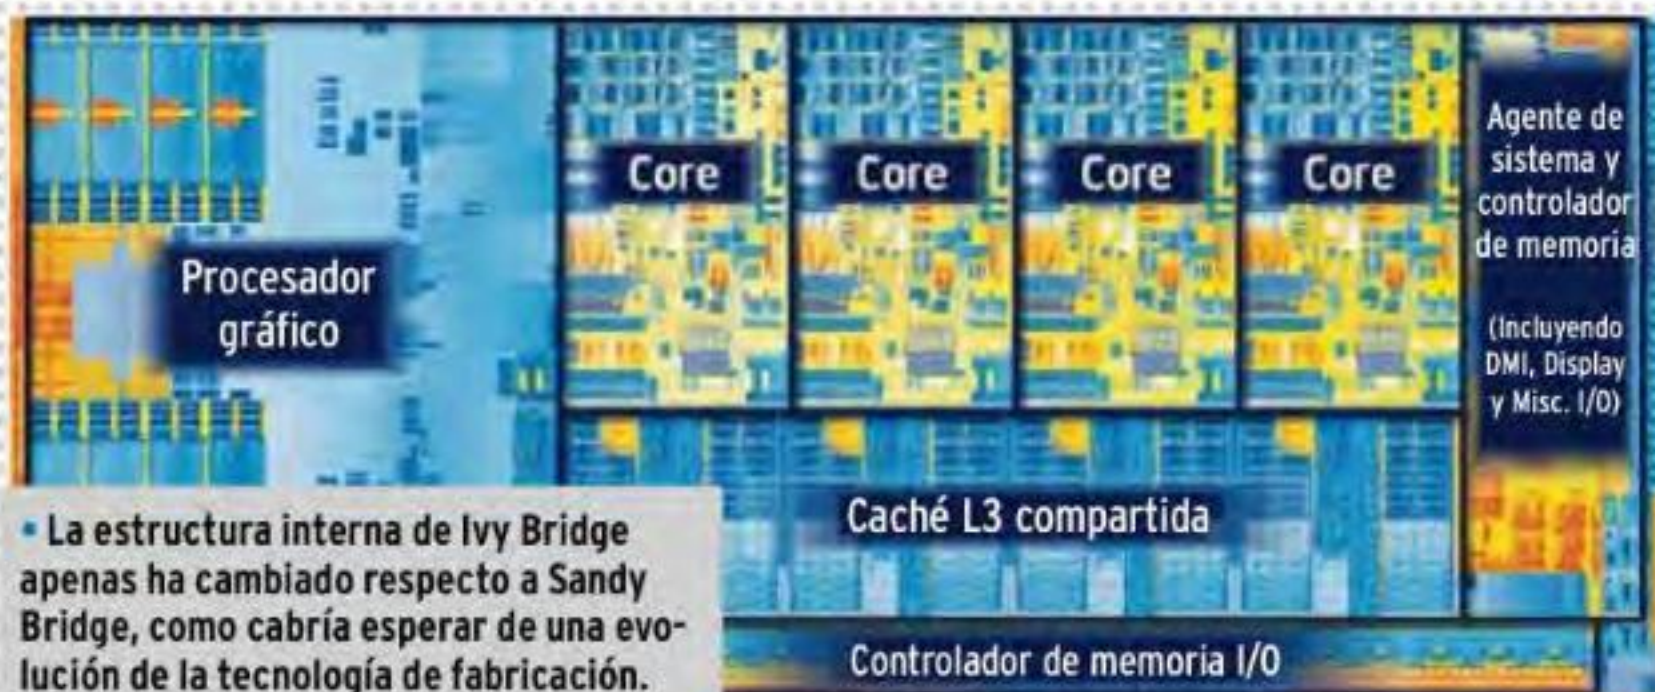 Procesador
gráfico
Core
Core
Core
Core
Agente de
sistema y
controlador
de memoria
(Incluyendo
DMI, Display
y Misc. I/O)
Caché L3 compartida
Controlador de memoria I/O
• La estructura interna de Ivy Bridge
apenas ha cambiado respecto a Sandy
Bridge, como cabría esperar de una evo-
lución de la tecnología de fabricación.